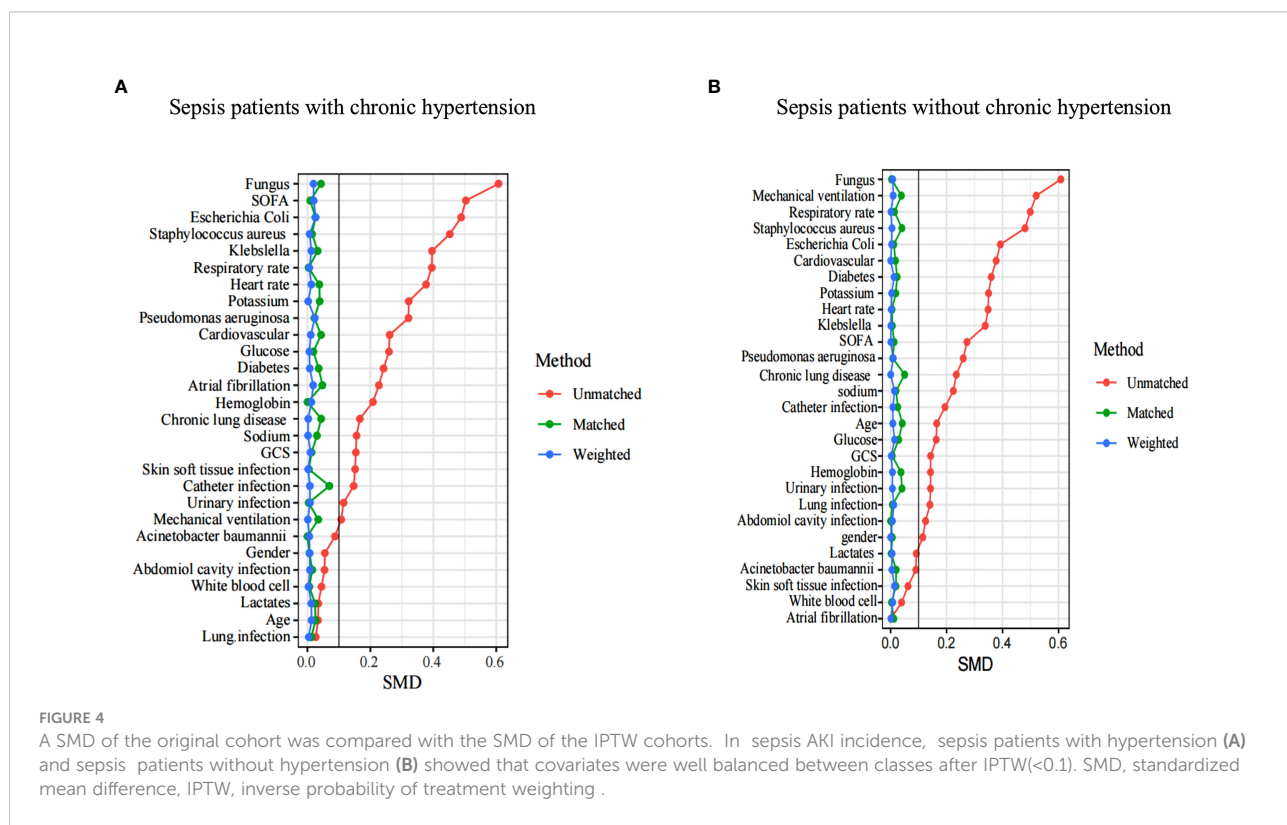 A
Sepsis patients with chronic hypertension
Fungus
SOFA
Escherichia Coli
Staphylococcus aureus
Klebslella
Respiratory rate
Heart rate
Potassium
Pseudomonas aeruginosa
Cardiovascular
Glucose
Diabetes
Atrial fibrillation
Hemoglobin
Chronic lung disease
Sodium
GCS
Skin soft tissue infection
Catheter infection
Urinary infection
Mechanical ventilation
Acinetobacter baumannii
Gender
Abdomiol cavity infection
White blood cell
Lactates
Age
Lung.infection
0.0 0.2 0.4 0.6
SMD
Method
Unmatched
Matched
Weighted
B
Sepsis patients without chronic hypertension
Fungus
Mechanical ventilation
Respiratory rate
Staphylococcus aureus
Escherichia Coli
Cardiovascular
Diabetes
Potassium
Heart rate
Klebslella
SOFA
Pseudomonas aeruginosa
Chronic lung disease
sodium
Catheter infection
Age
Glucose
GCS
Hemoglobin
Urinary infection
Lung infection
Abdomiol cavity infection
gender
Lactates
Acinetobacter baumannii
Skin soft tissue infection
White blood cell
Atrial fibrillation
0.0 0.2 0.4 0.6
SMD
Method
Unmatched
Matched
Weighted
FIGURE 4
A SMD of the original cohort was compared with the SMD of the IPTW cohorts. In sepsis AKI incidence, sepsis patients with hypertension (A)
and sepsis patients without hypertension (B) showed that covariates were well balanced between classes after IPTW(<0.1). SMD, standardized
mean difference, IPTW, inverse probability of treatment weighting .